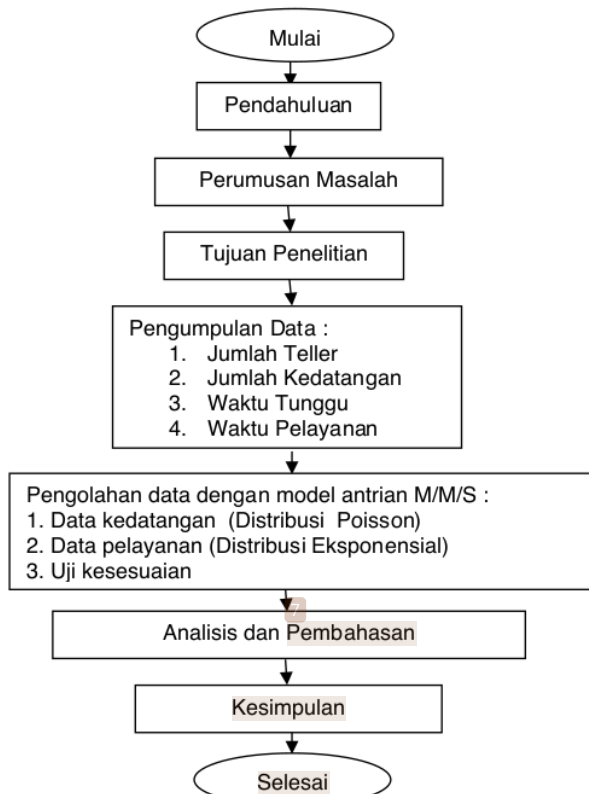 Mulai
Pendahuluan
Perumusan Masalah
Tujuan Penelitian
Pengumpulan Data :
1. Jumlah Teller
2. Jumlah Kedatangan
3. Waktu Tunggu
4. Waktu Pelayanan
Pengolahan data dengan model antrian M/M/S :
1. Data kedatangan (Distribusi Poisson)
2. Data pelayanan (Distribusi Eksponensial)
3. Uji kesesuaian
7
Analisis dan Pembahasan
Kesimpulan
Selesai